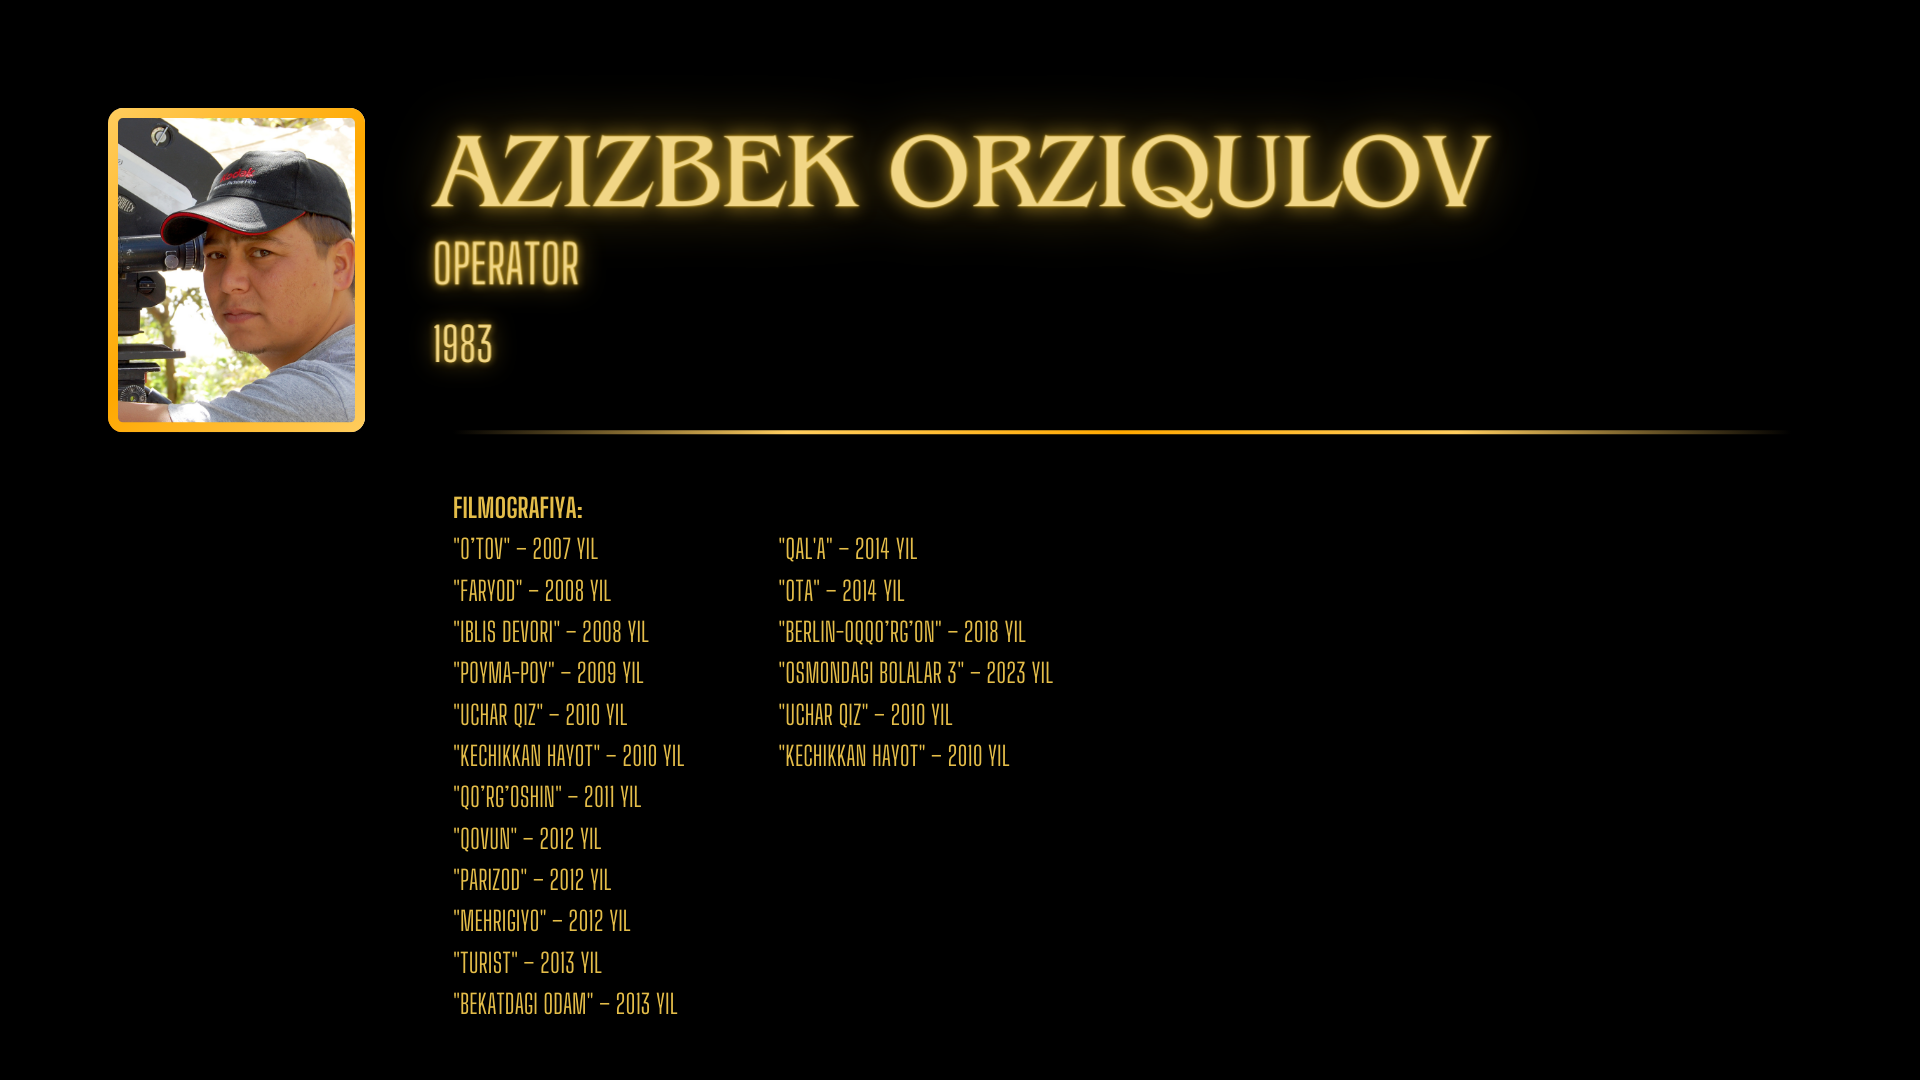 AZIZBEK ORZIQULOV
OPERATOR
1983
FILMOGRAFIYA:
"O’TOV" – 2007 YIL
"FARYOD" – 2008 YIL
"IBLIS DEVORI" – 2008 YIL
"POYMA-POY" – 2009 YIL
"UCHAR QIZ" – 2010 YIL
"KECHIKKAN HAYOT" – 2010 YIL
"QO’RG’OSHIN" – 2011 YIL
"QOVUN" – 2012 YIL
"PARIZOD" – 2012 YIL
"MEHRIGIYO" – 2012 YIL
"TURIST" – 2013 YIL
"BEKATDAGI ODAM" – 2013 YIL
"QAL'A" – 2014 YIL
"OTA" – 2014 YIL
"BERLIN-OQQO’RG’ON" – 2018 YIL
"OSMONDAGI BOLALAR 3" – 2023 YIL
"UCHAR QIZ" – 2010 YIL
"KECHIKKAN HAYOT" – 2010 YIL